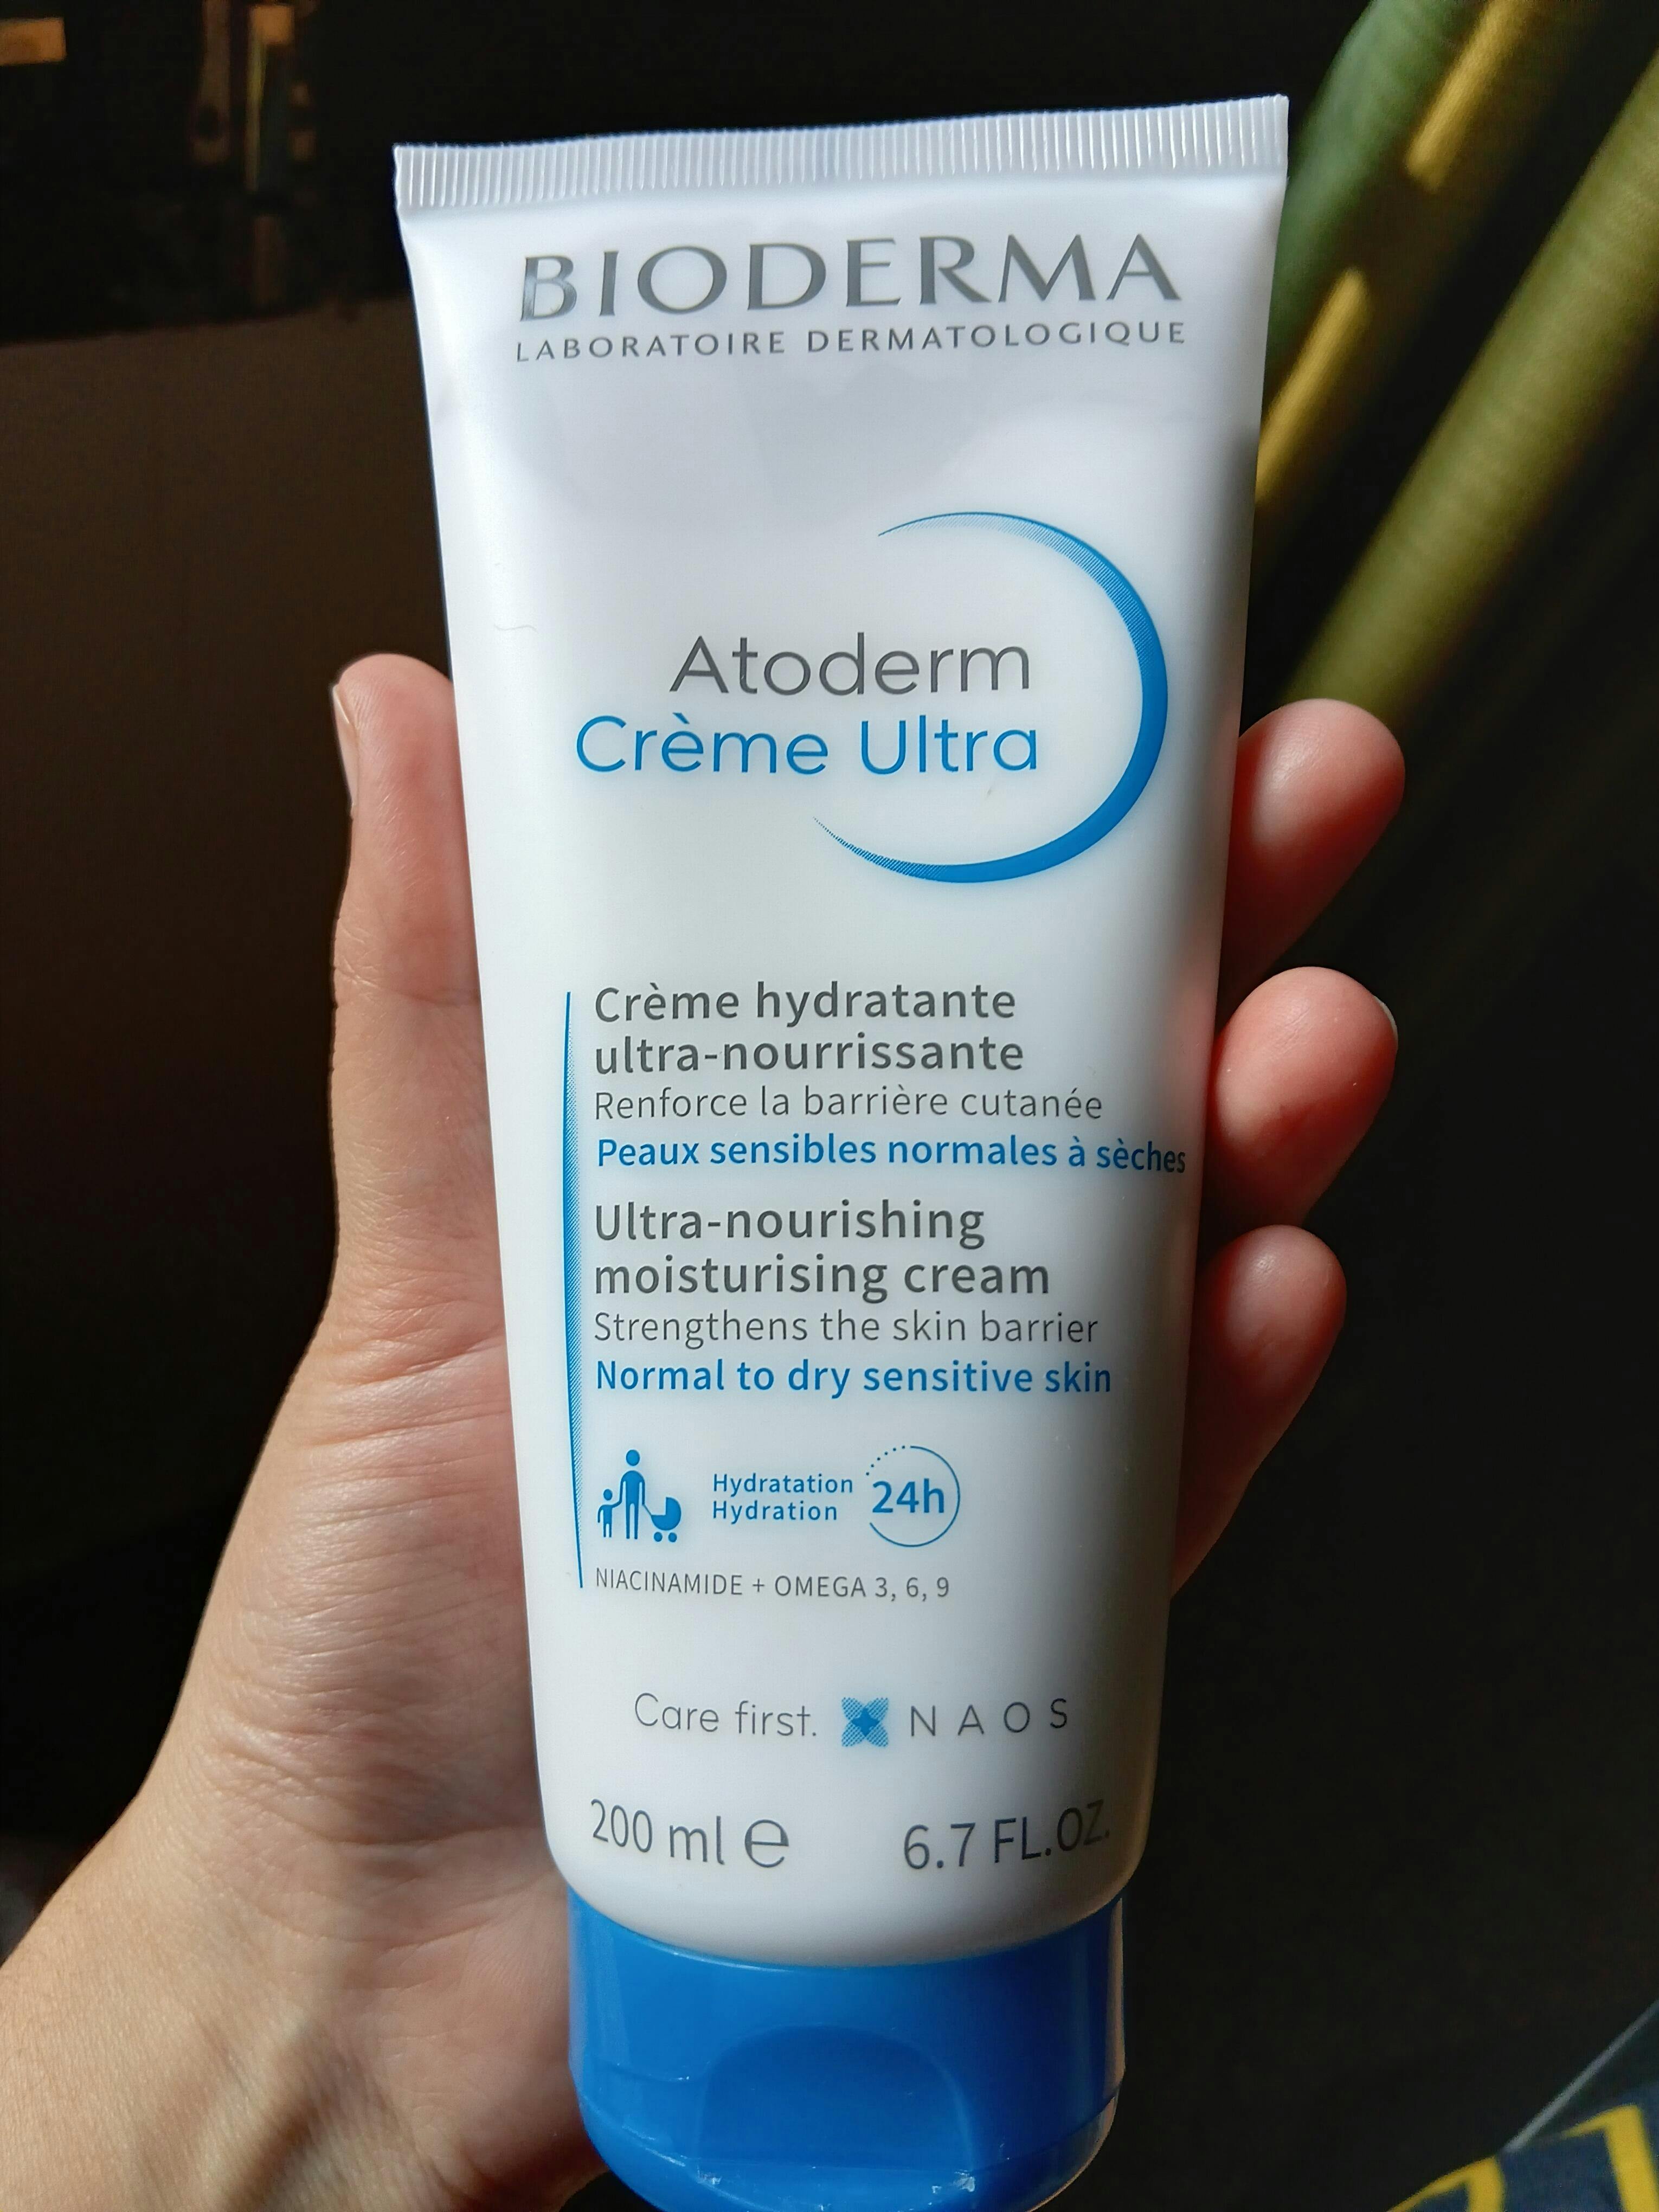 BIODERMA
LABORATOIRE DERMATOLOGIQUE
Atoderm
Crème Ultra
Crème hydratante
ultra-nourrissante
Renforce la barrière cutanée
Peaux sensibles normales à sèches
Ultra-nourishing
moisturising cream
Strengthens the skin barrier
Normal to dry sensitive skin
Hydratation
Hydration
24h
NIACINAMIDE + OMEGA 3, 6, 9
Care first. NAOS
200 ml e 6.7 FL.OZ.